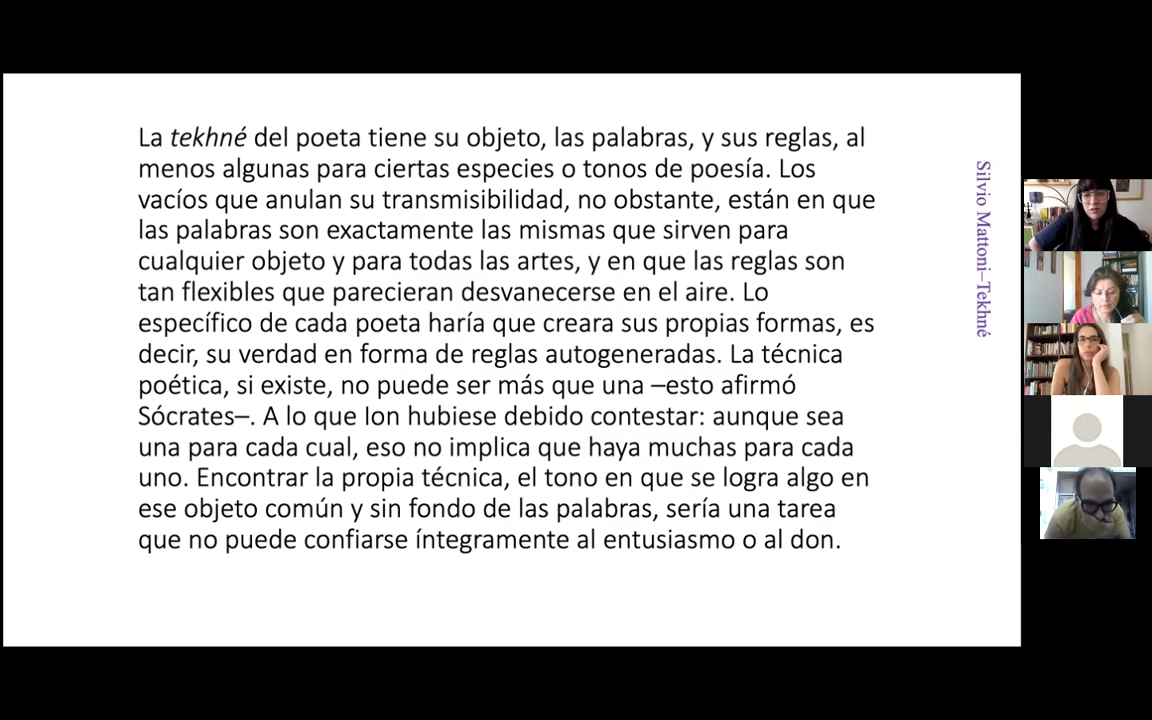 La tekhné del poeta tiene su objeto, las palabras, y sus reglas, al
menos algunas para ciertas especies o tonos de poesía. Los
vacíos que anulan su transmisibilidad, no obstante, están en que
las palabras son exactamente las mismas que sirven para
cualquier objeto y para todas las artes, y en que las reglas son
tan flexibles que parecieran desvanecerse en el aire. Lo
específico de cada poeta haría que creara sus propias formas, es
decir, su verdad en forma de reglas autogeneradas. La técnica
poética, si existe, no puede ser más que una –esto afirmó
Sócrates–. A lo que Ion hubiese debido contestar: aunque sea
una para cada cual, eso no implica que haya muchas para cada
uno. Encontrar la propia técnica, el tono en que se logra algo en
ese objeto común y sin fondo de las palabras, sería una tarea
que no puede confiarse íntegramente al entusiasmo o al don.
Silvio Mattoni–Tekhné